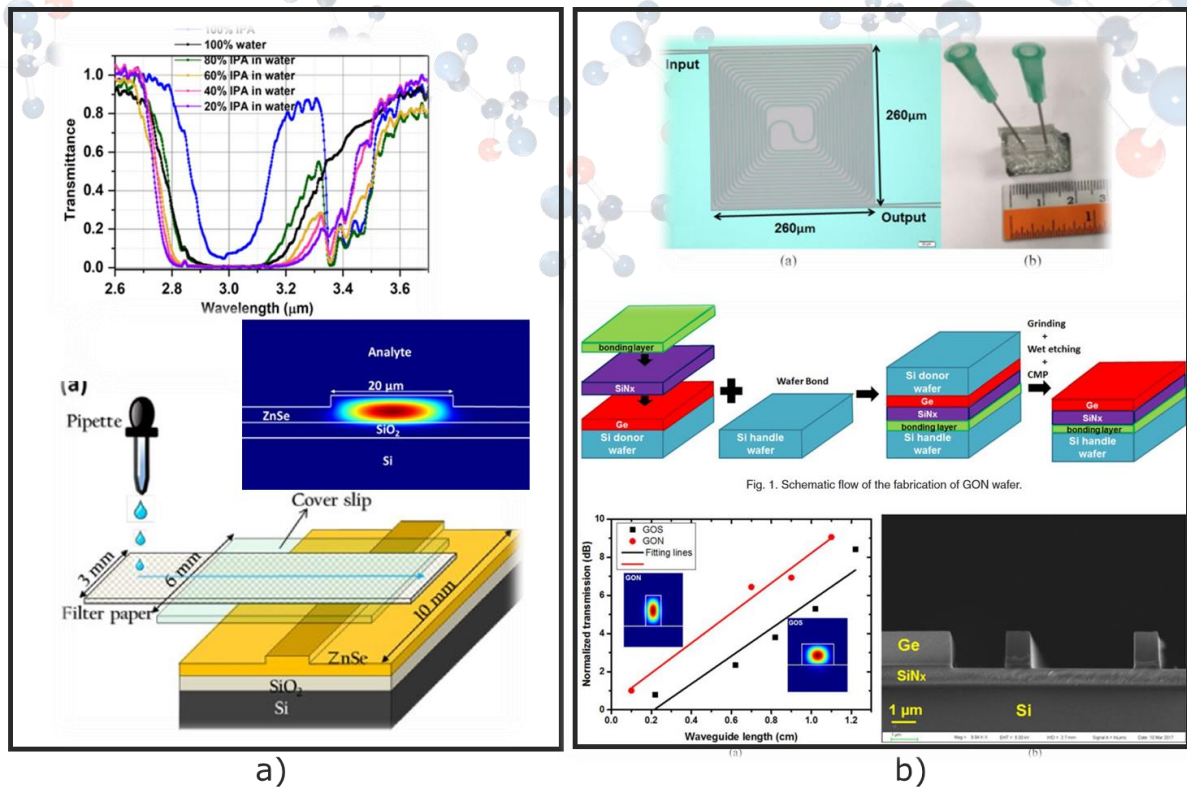 100% IPA
100% water
80% IPA in water
60% IPA in water
40% IPA in water
20% IPA in water
1.0
0.8
0.6
0.4
0.2
0.0
Transmittance
2.6 2.8 3.0 3.2 3.4 3.6
Wavelength (μm)
Analyte
20 μm
ZnSe
SiO2
Si
(a)
Pipette
Cover slip
3 mm
6 mm
10 mm
Filter paper
ZnSe
SiO2
Si
a)
Input
260μm
260μm
Output
(a)
(b)
1 2 3
1
bonding layer
SiNx
Ge
Si donor
wafer
Wafer Bond
Si handle
wafer
Si donor
wafer
Ge
SiNx
bonding layer
Si handle
wafer
Grinding
+
Wet etching
+
CMP
Ge
SiNx
bonding layer
Si handle
wafer
Fig. 1. Schematic flow of the fabrication of GON wafer.
10
8
6
4
2
0
Normalized transmission (dB)
GOS
GON
Fitting lines
GON
GOS
0.0 0.2 0.4 0.6 0.8 1.0 1.2
Waveguide length (cm)
(a)
Ge
SiNx
1 μm
Si
(b)
b)